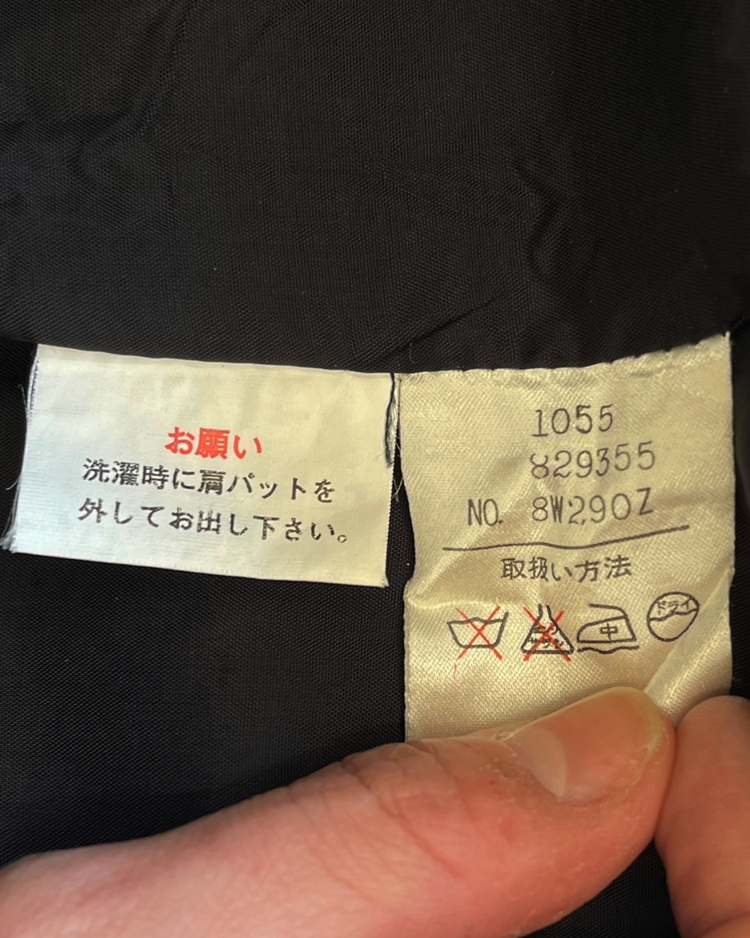 お願い
洗濯時に肩パットを
外してお出し下さい。
1055
829355
NO. 8W290Z
取扱い方法
中
ドライ